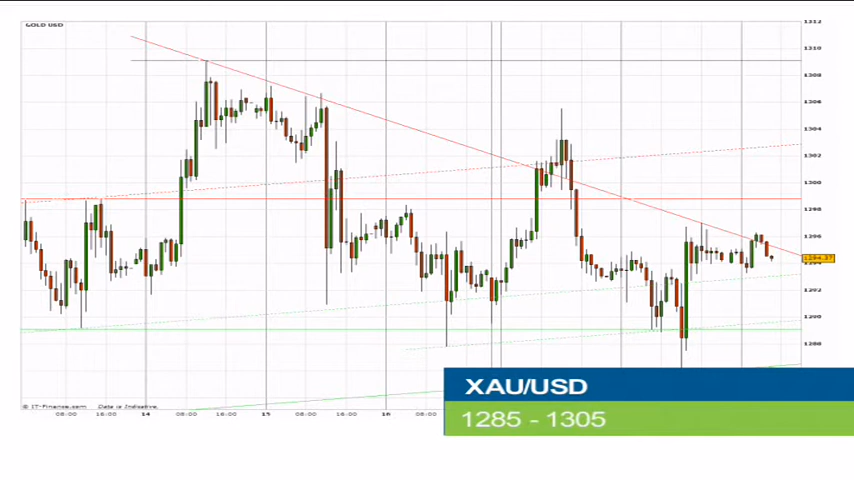 GOLD USD
1312
1310
1308
1306
1304
1302
1300
1298
1296
1294.37
1294
1292
1290
1288
© IT-Finance.com Data is Indicative.
08:00 16:00 14 08:00 16:00 15 08:00 16:00 16 08:00
XAU/USD
1285 - 1305